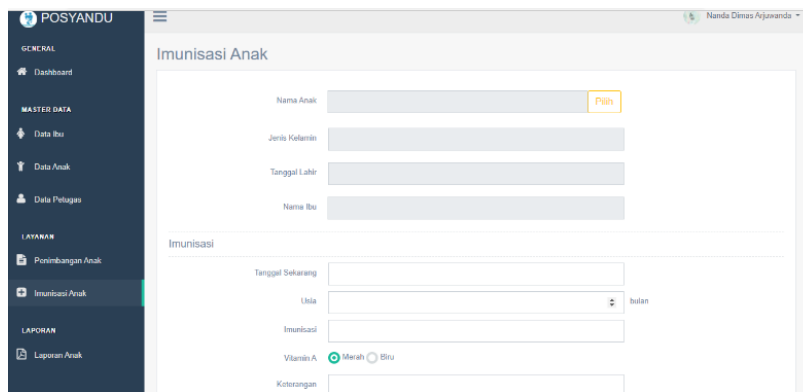 POSYANDU
Nanda Dimas Arjuwanda
GENERAL
Dashboard
MASTER DATA
Data Ibu
Data Anak
Data Petugas
LAYANAN
Penimbangan Anak
Imunisasi Anak
LAPORAN
Laporan Anak
Imunisasi Anak
Nama Anak
Pilih
Jenis Kelamin
Tanggal Lahir
Nama Ibu
Imunisasi
Tanggal Sekarang
Usia bulan
Imunisasi
Vitamin A Merah Biru
Keterangan